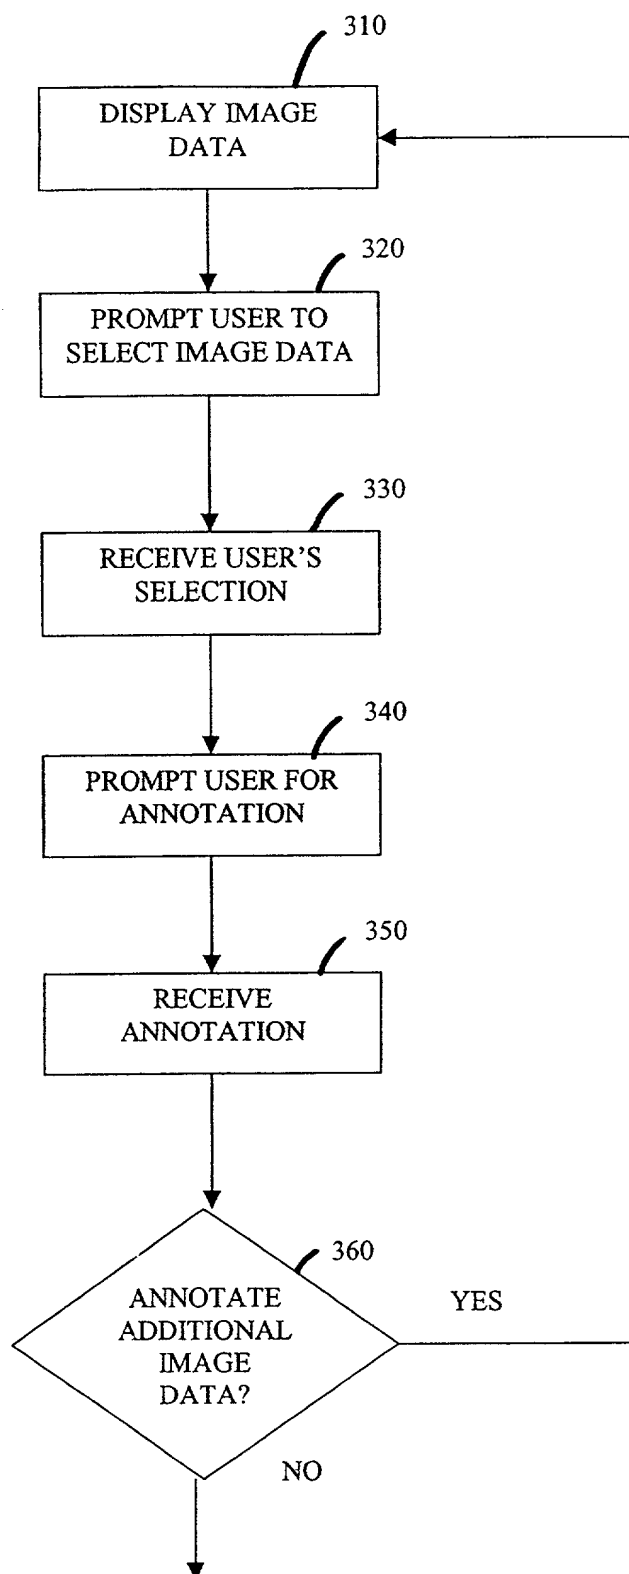 310
DISPLAY IMAGE
DATA
320
PROMPT USER TO
SELECT IMAGE DATA
330
RECEIVE USER'S
SELECTION
340
PROMPT USER FOR
ANNOTATION
350
RECEIVE
ANNOTATION
360
ANNOTATE
ADDITIONAL
IMAGE
DATA?
YES
NO